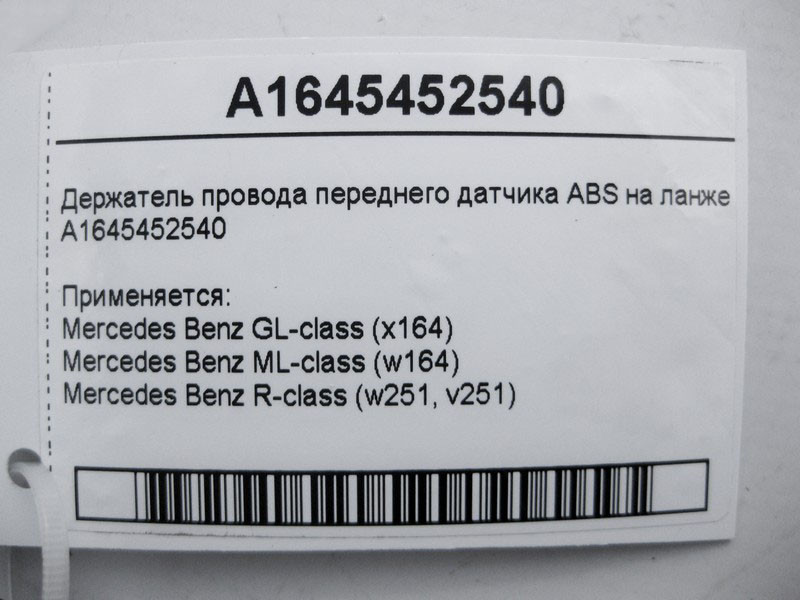 A1645452540
Держатель провода переднего датчика ABS на ланже
A1645452540
Применяется:
Mercedes Benz GL-class (x164)
Mercedes Benz ML-class (w164)
Mercedes Benz R-class (w251, v251)